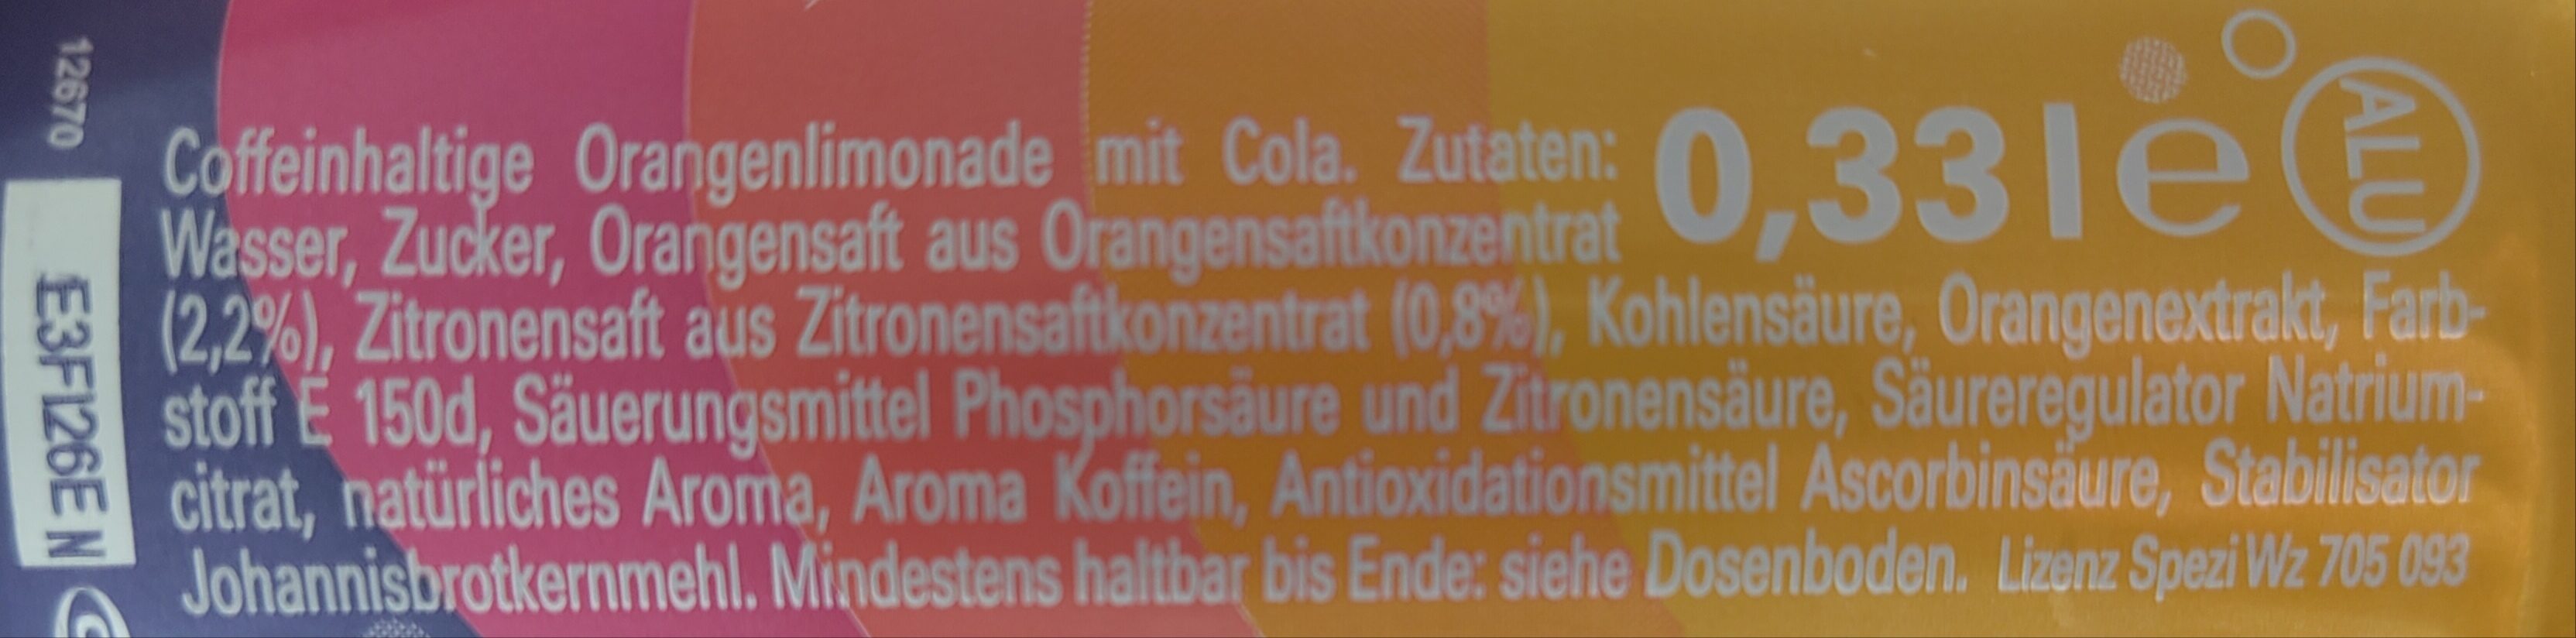 12670
E3F126E N
Coffeinhaltige Orangenlimonade mit Cola. Zutaten:
Wasser, Zucker, Orangensaft aus Orangensaftkonzentrat
(2,2%), Zitronensaft aus Zitronensaftkonzentrat (0,8%), Kohlensäure, Orangenextrakt, Farb-
stoff E 150d, Säuerungsmittel Phosphorsäure und Zitronensäure, Säureregulator Natrium-
citrat, natürliches Aroma, Aroma Koffein, Antioxidationsmittel Ascorbinsäure, Stabilisator
Johannisbrotkernmehl. Mindestens haltbar bis Ende: siehe Dosenboden. Lizenz Spezi Wz 705 093
0,33 l e
ALU